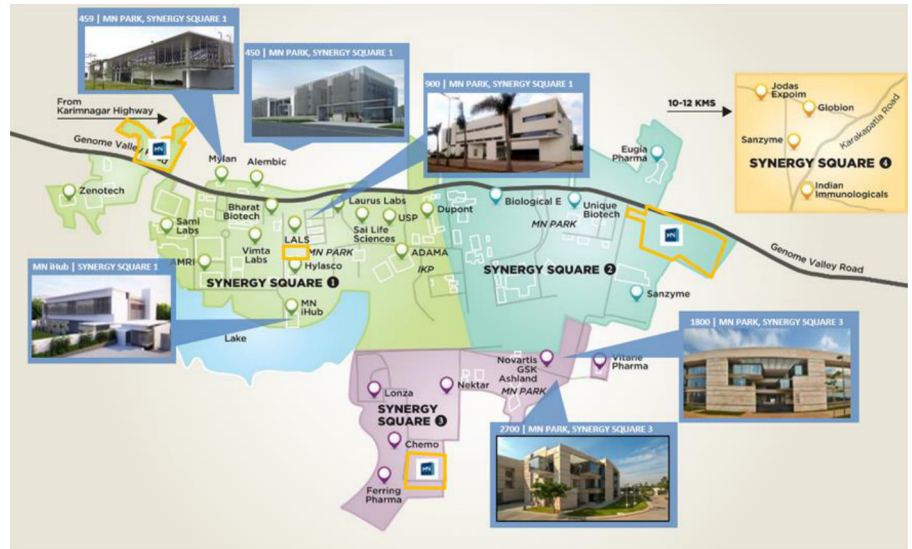 459 | MN PARK, SYNERGY SQUARE 1
450 | MN PARK, SYNERGY SQUARE 1
900 | MN PARK, SYNERGY SQUARE 1
From
Karimnagar Highway
10-12 KMS
Jodas
Expoim
Globion
Karakapatla Road
Sanzyme
SYNERGY SQUARE 4
Indian
Immunologicals
Genome Valley
MN
Mylan
Alembic
Eugia
Pharma
Zenotech
Bharat
Biotech
Laurus Labs
USP
Dupont
Biological E
Unique
Biotech
Sami
Labs
LALS
Sai Life
Sciences
MN PARK
MN
Vimta
Labs
MN PARK
ADAMA
AMRI
Hylasco
IKP
SYNERGY SQUARE 2
Genome Valley Road
MN iHub | SYNERGY SQUARE 1
SYNERGY SQUARE 1
Sanzyme
MN
iHub
Lake
1800 | MN PARK, SYNERGY SQUARE 3
Novartis
GSK
Ashland
MN PARK
Pharma
Lonza
Nektar
SYNERGY
SQUARE 3
2700 | MN PARK, SYNERGY SQUARE 3
Chemo
MN
Ferring
Pharma